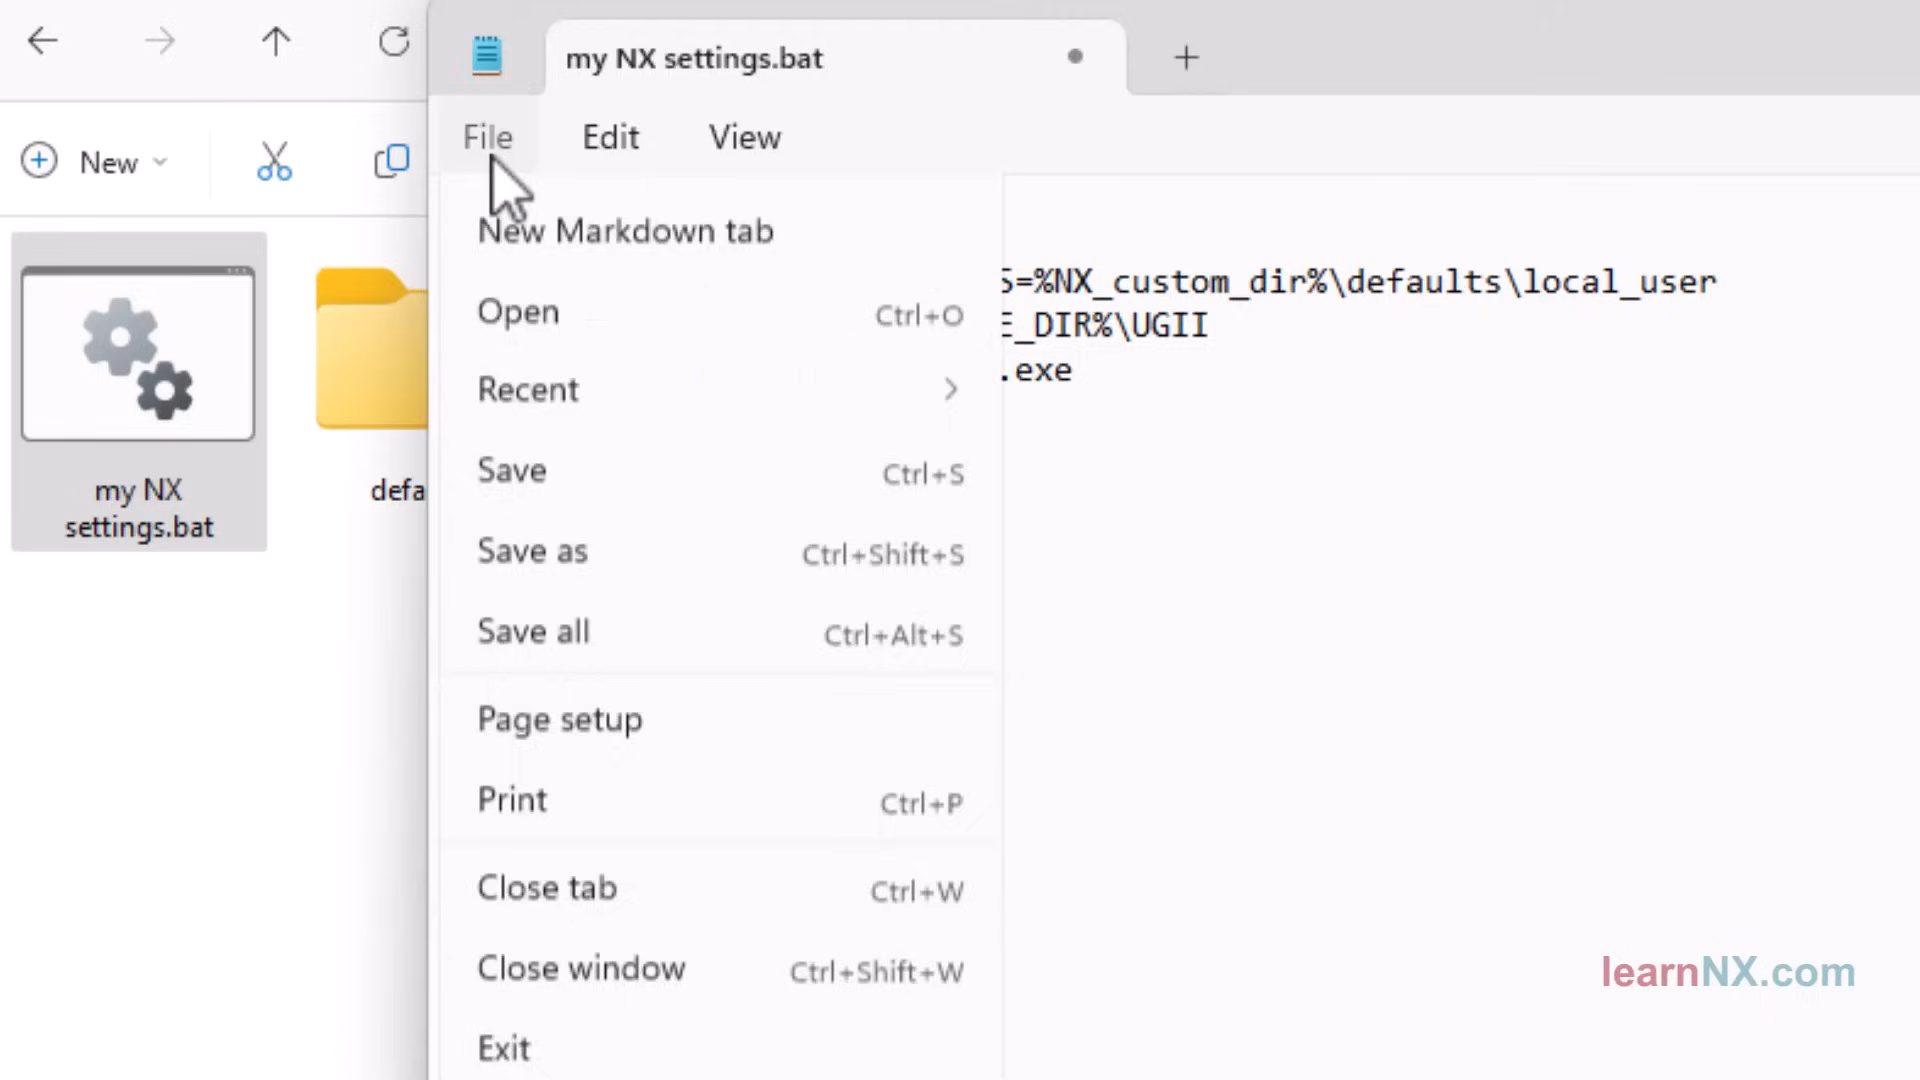 my NX settings.bat
File Edit View
New
New Markdown tab
Open Ctrl+O
Recent
Save Ctrl+S
Save as Ctrl+Shift+S
Save all Ctrl+Alt+S
Page setup
Print Ctrl+P
Close tab Ctrl+W
Close window Ctrl+Shift+W
Exit
=%NX_custom_dir%\defaults\local_user
E_DIR%\UGII
.exe
my NX
settings.bat
defa
learnNX.com